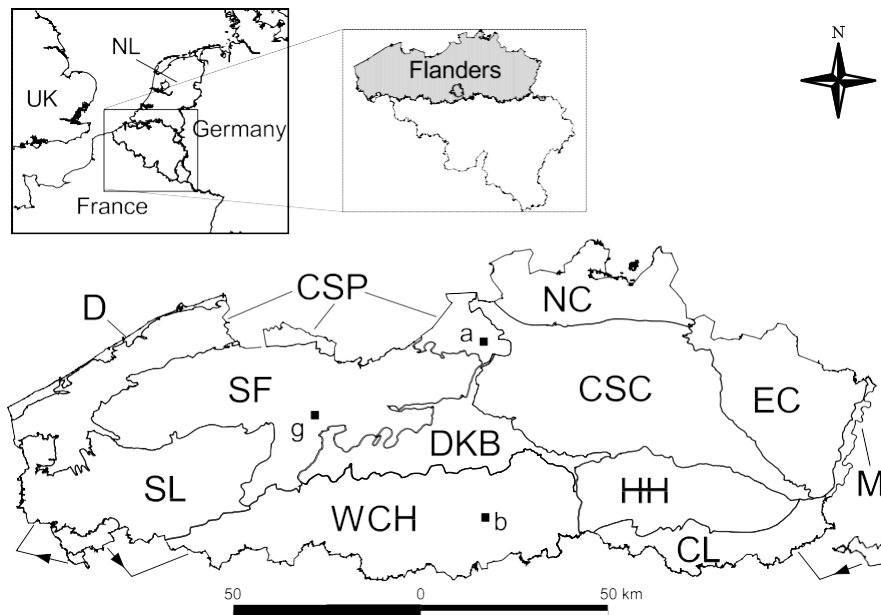 N
NL
UK
Germany
France
Flanders
CSP
NC
D
a
SF
CSC
EC
g
DKB
SL
HH
M
WCH
b
CL
50 0 50 km